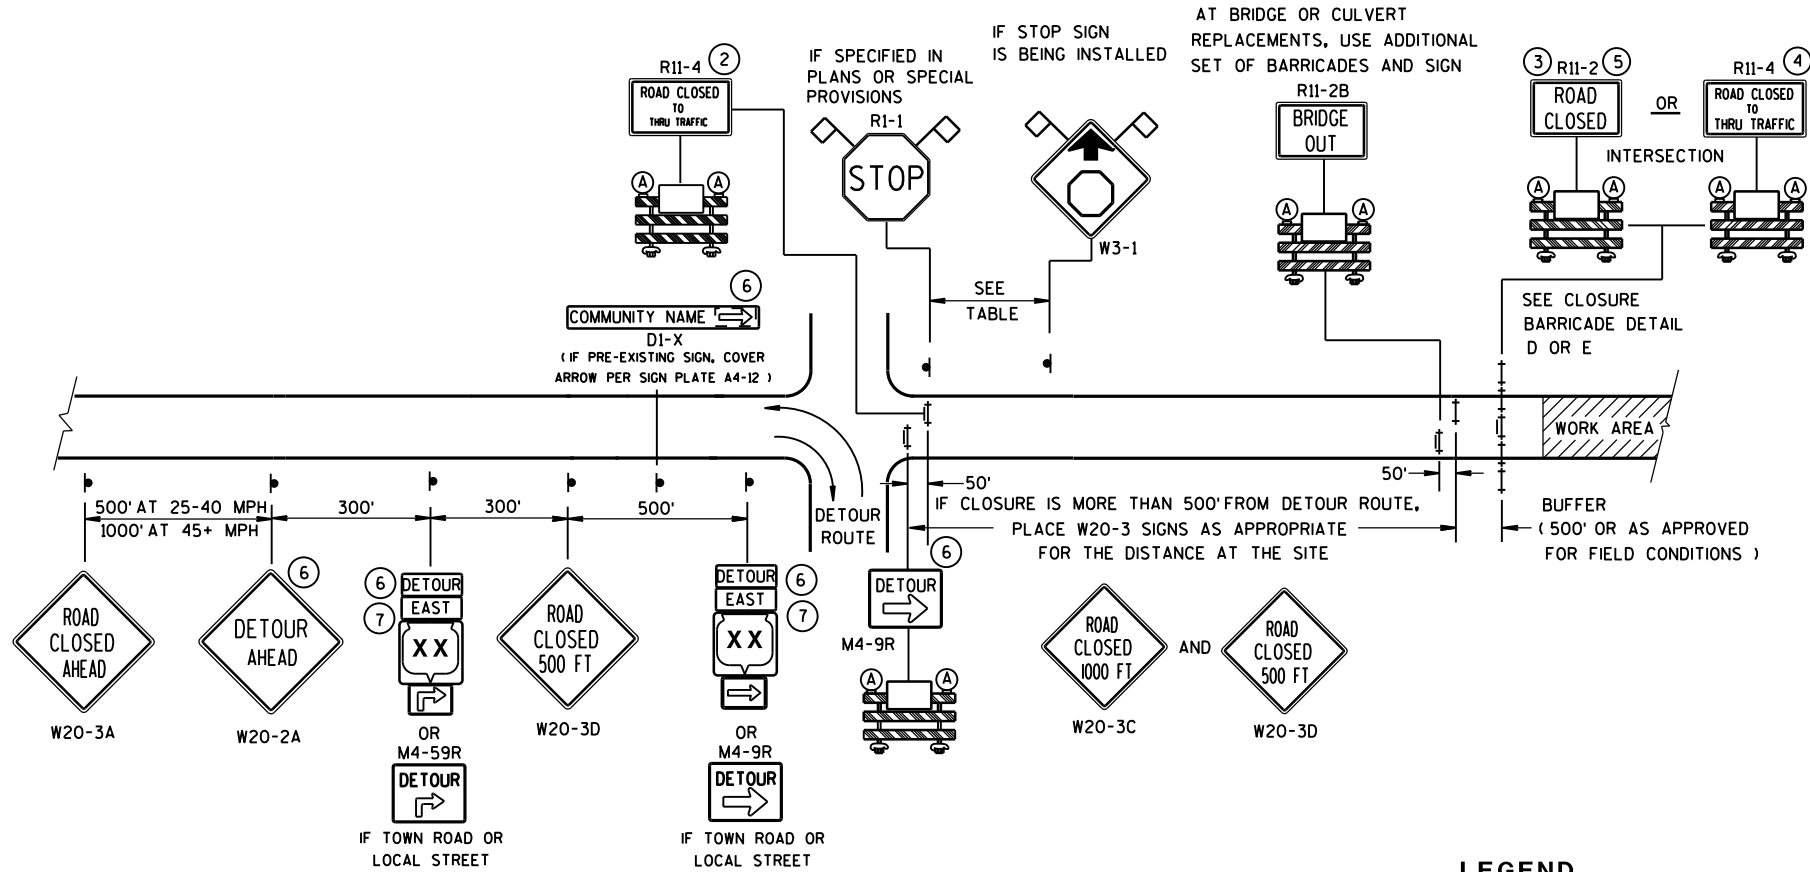 AT BRIDGE OR CULVERT
REPLACEMENTS, USE ADDITIONAL
SET OF BARRICADES AND SIGN
R11-2B
BRIDGE
OUT
IF STOP SIGN
IS BEING INSTALLED
W3-1
IF SPECIFIED IN
PLANS OR SPECIAL
PROVISIONS
R1-1
STOP
R11-4
2
ROAD CLOSED
TO
THRU TRAFFIC
A
A
A
A
3
R11-2
5
ROAD
CLOSED
OR
R11-4
4
ROAD CLOSED
TO
THRU TRAFFIC
INTERSECTION
A
A
A
A
SEE
TABLE
SEE CLOSURE
BARRICADE DETAIL
D OR E
6
COMMUNITY NAME
D1-X
(IF PRE-EXISTING SIGN, COVER
ARROW PER SIGN PLATE A4-12 )
WORK AREA
50'
50'
500' AT 25-40 MPH
1000' AT 45+ MPH
300'
300'
500'
DETOUR
ROUTE
IF CLOSURE IS MORE THAN 500' FROM DETOUR ROUTE,
PLACE W20-3 SIGNS AS APPROPRIATE
FOR THE DISTANCE AT THE SITE
BUFFER
( 500' OR AS APPROVED
FOR FIELD CONDITIONS )
ROAD
CLOSED
AHEAD
W20-3A
6
DETOUR
AHEAD
W20-2A
6
7
DETOUR
EAST
XX
OR
M4-59R
DETOUR
IF TOWN ROAD OR
LOCAL STREET
ROAD
CLOSED
500 FT
W20-3D
DETOUR
EAST
XX
6
7
OR
M4-9R
DETOUR
IF TOWN ROAD OR
LOCAL STREET
6
DETOUR
M4-9R
A
A
ROAD
CLOSED
1000 FT
W20-3C
AND
ROAD
CLOSED
500 FT
W20-3D
LEGEND